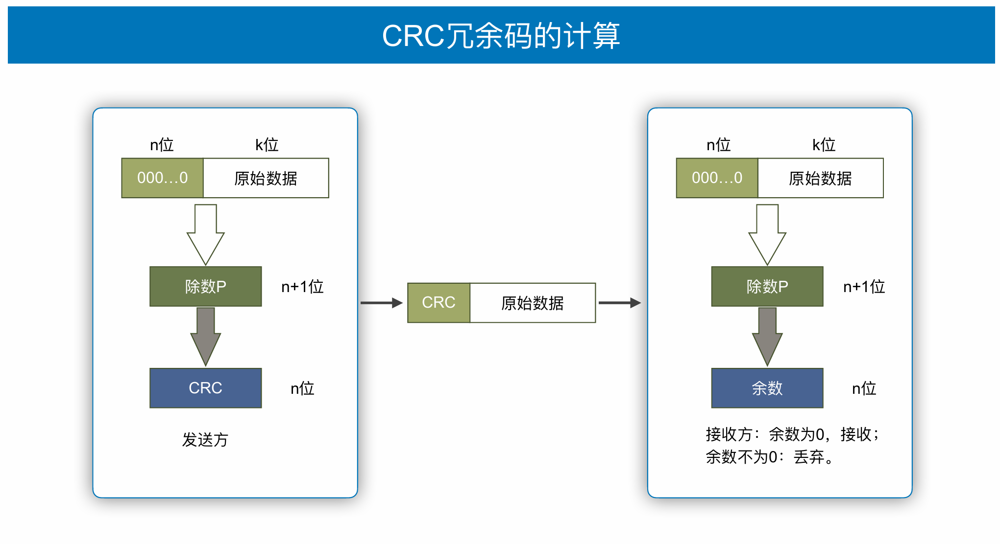 CRC冗余码的计算
n位
k位
000…0
原始数据
除数P
n+1位
CRC
n位
发送方
CRC
原始数据
n位
k位
000…0
原始数据
除数P
n+1位
余数
n位
接收方：余数为0，接收；
余数不为0：丢弃。